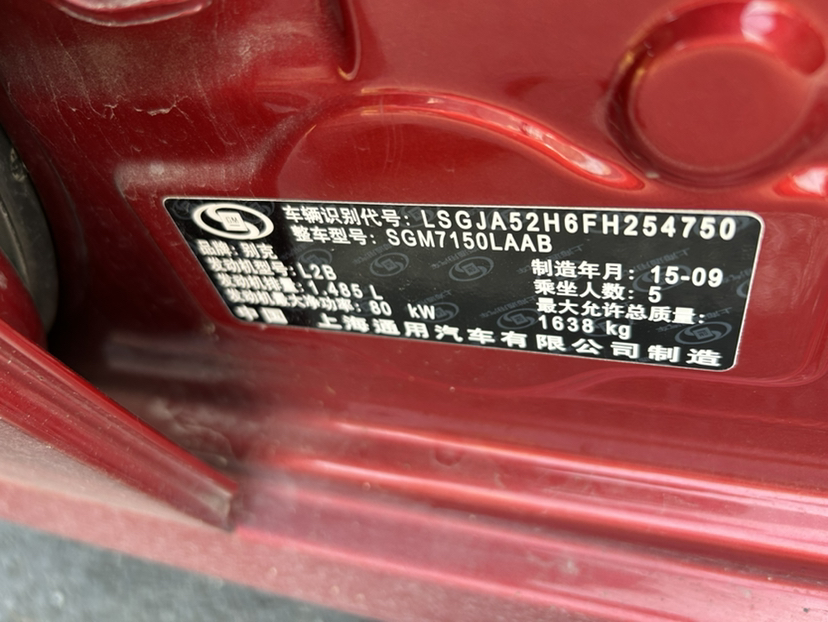 GM
车辆识别代号: LSGJA52H6FH254750
整车型号: SGM7150LAAB
品牌: 别克
发动机型号: L2B
制造年月: 15-09
发动机排量: 1.485 L
乘坐人数: 5
发动机最大净功率: 80 kW
最大允许总质量:
1638 kg
中国 上海通用汽车有限公司制造